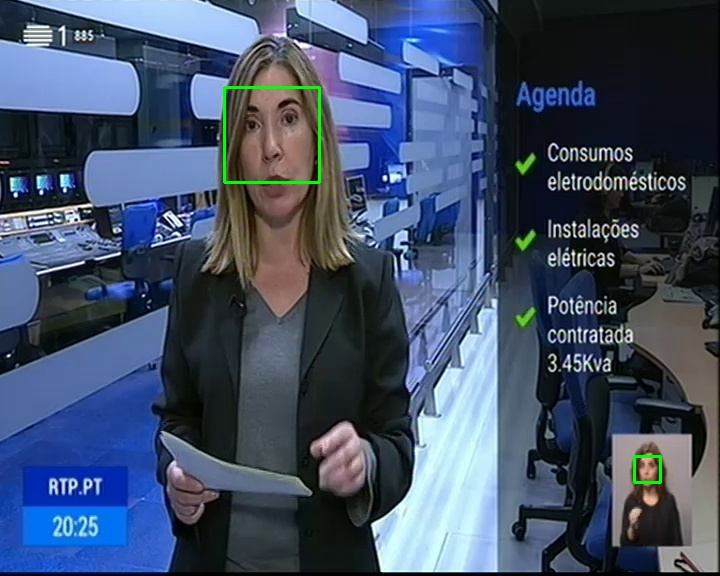 1 885
Agenda
Consumos
eletrodomésticos
Instalações
elétricas
Potência
contratada
3.45Kva
RTP.PT
20:25